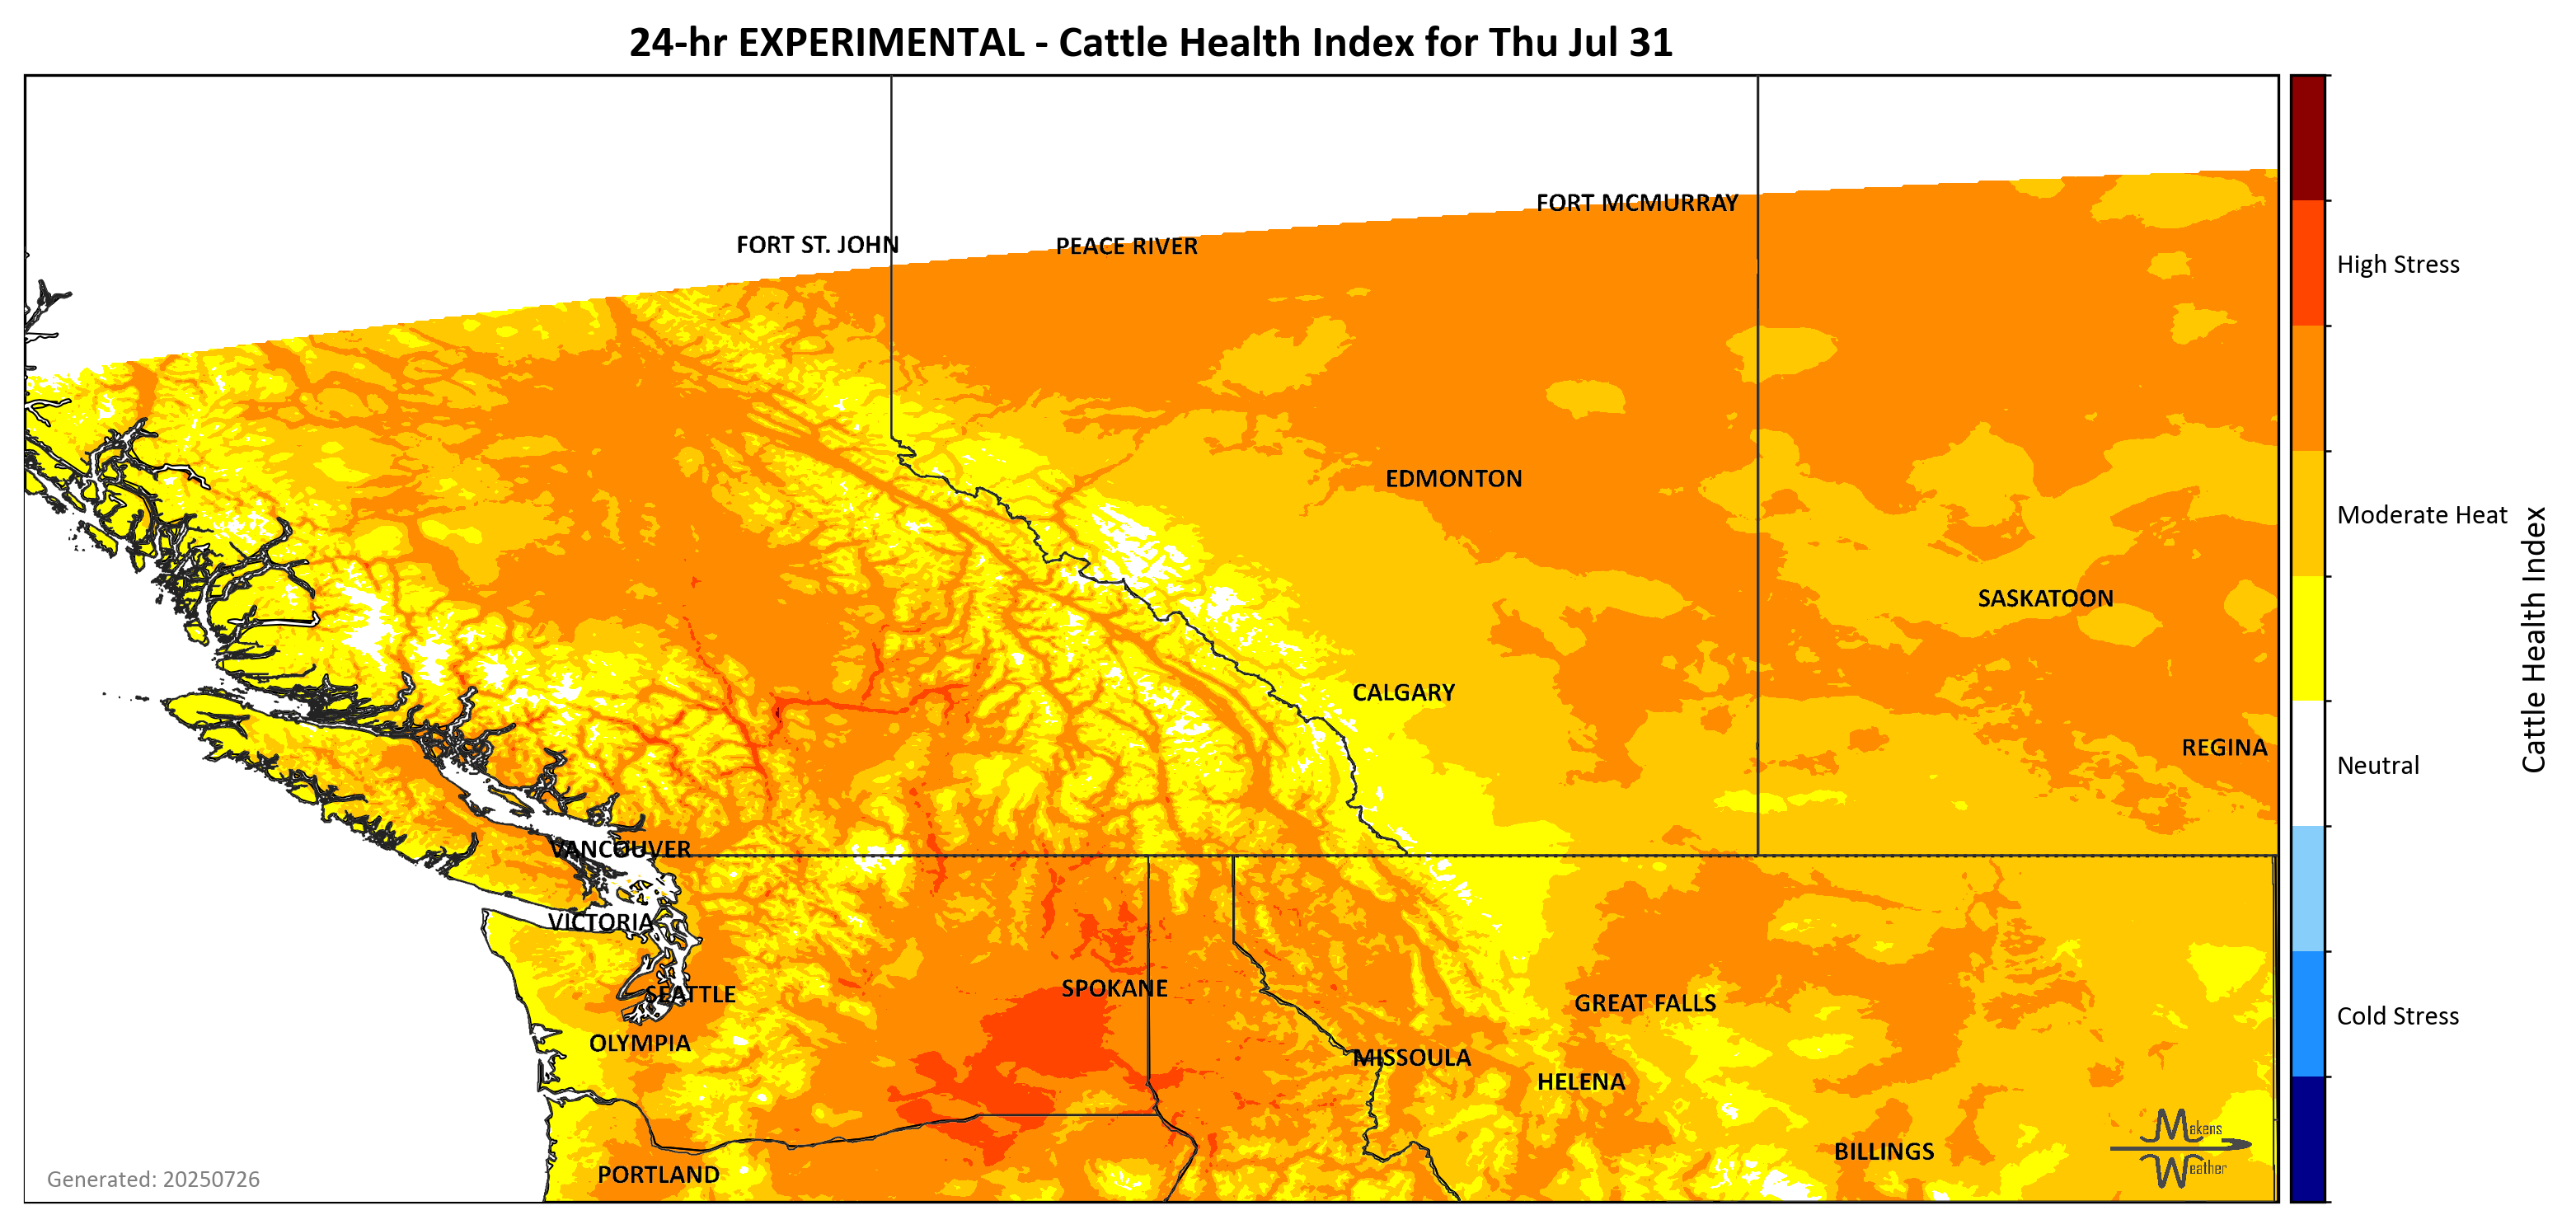 24-hr EXPERIMENTAL - Cattle Health Index for Thu Jul 31
FORT MCMURRAY
FORT ST. JOHN
PEACE RIVER
High Stress
EDMONTON
Moderate Heat
SASKATOON
Cattle Health Index
CALGARY
REGINA
Neutral
VANCOUVER
VICTORIA
SPOKANE
SEATTLE
GREAT FALLS
Cold Stress
OLYMPIA
MISSOULA
HELENA
Makens
Weather
BILLINGS
PORTLAND
Generated: 20250726